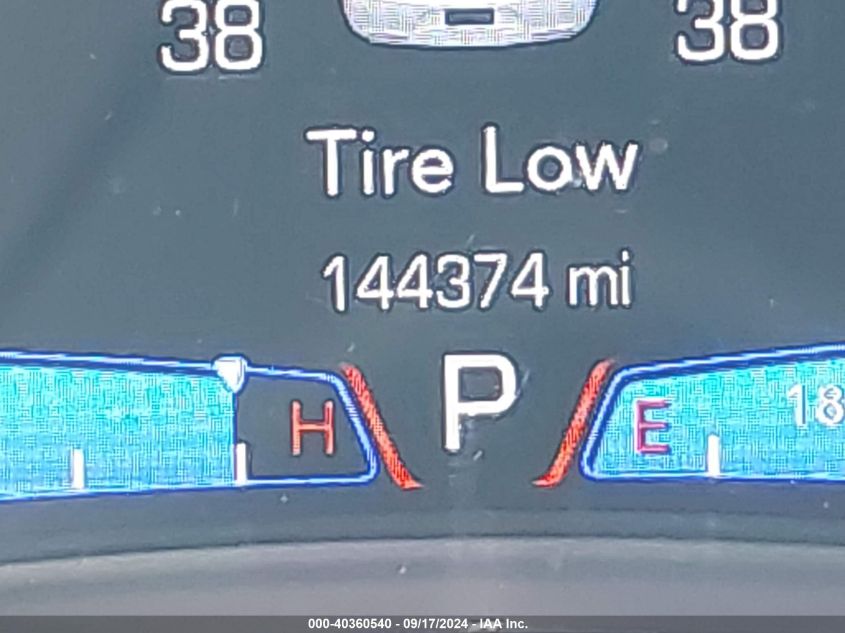 38 38
Tire Low
144374 mi
P
H E 18
000-40360540 - 09/17/2024 - IAA Inc.